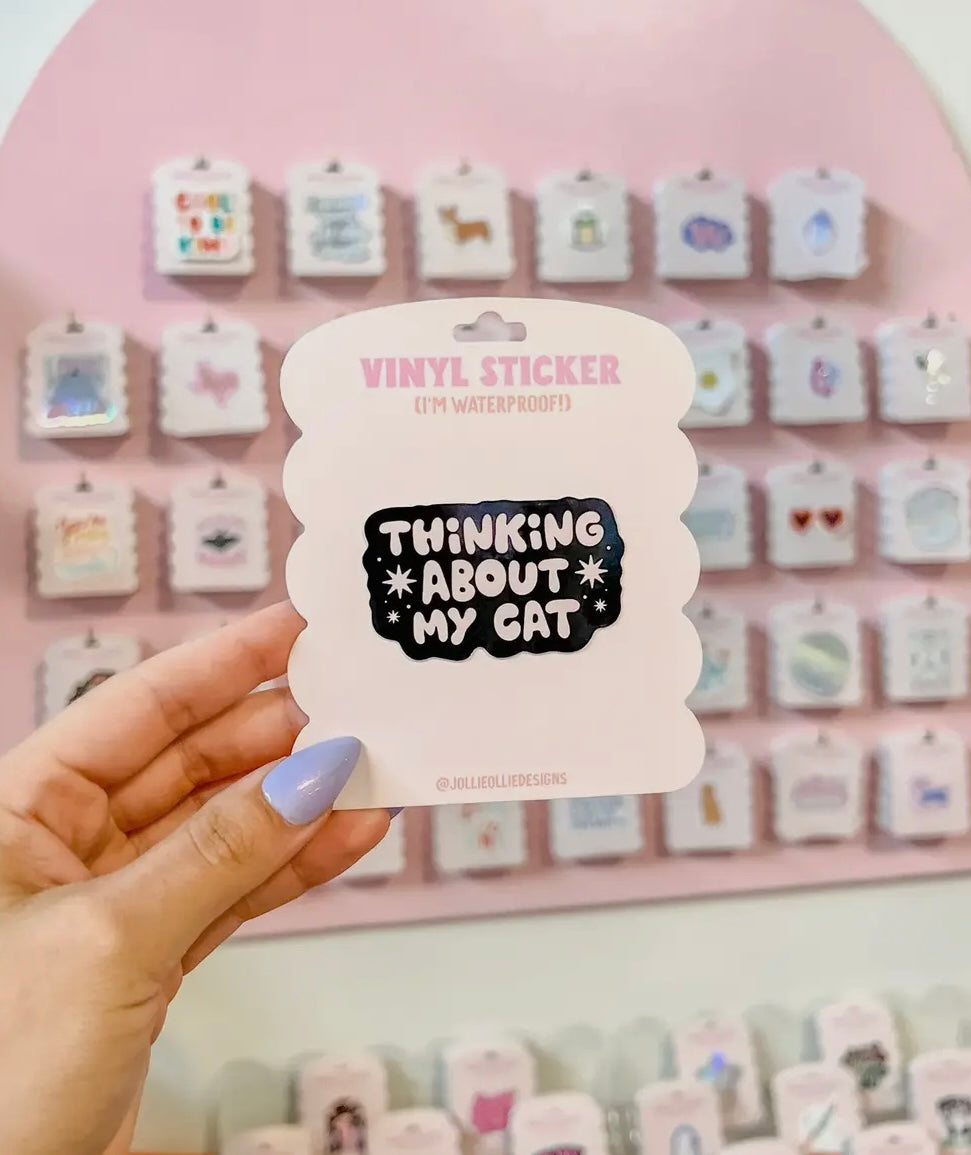 VINYL STICKER
(I'M WATERPROOF!)
THiNKiNG
ABOUT
MY CAT
@JOLLIEOLLIEDESIGNS